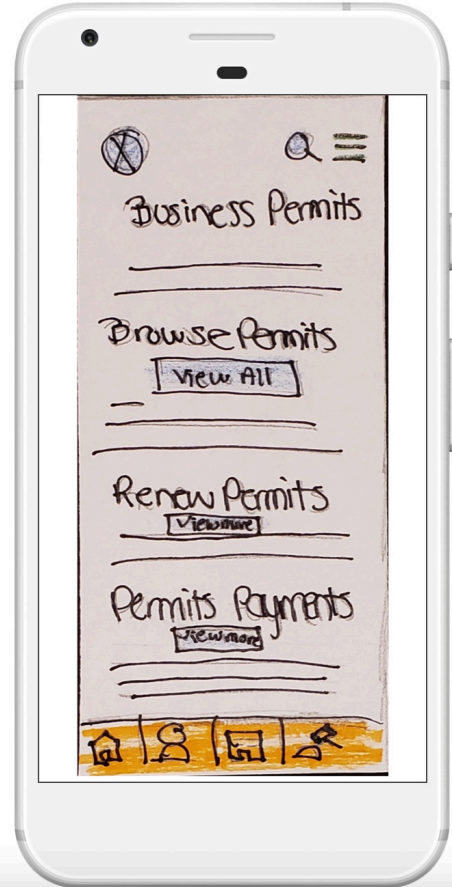 Business Permits
Browse Permits
View All
Renew Permits
View more
Permits Payments
View more